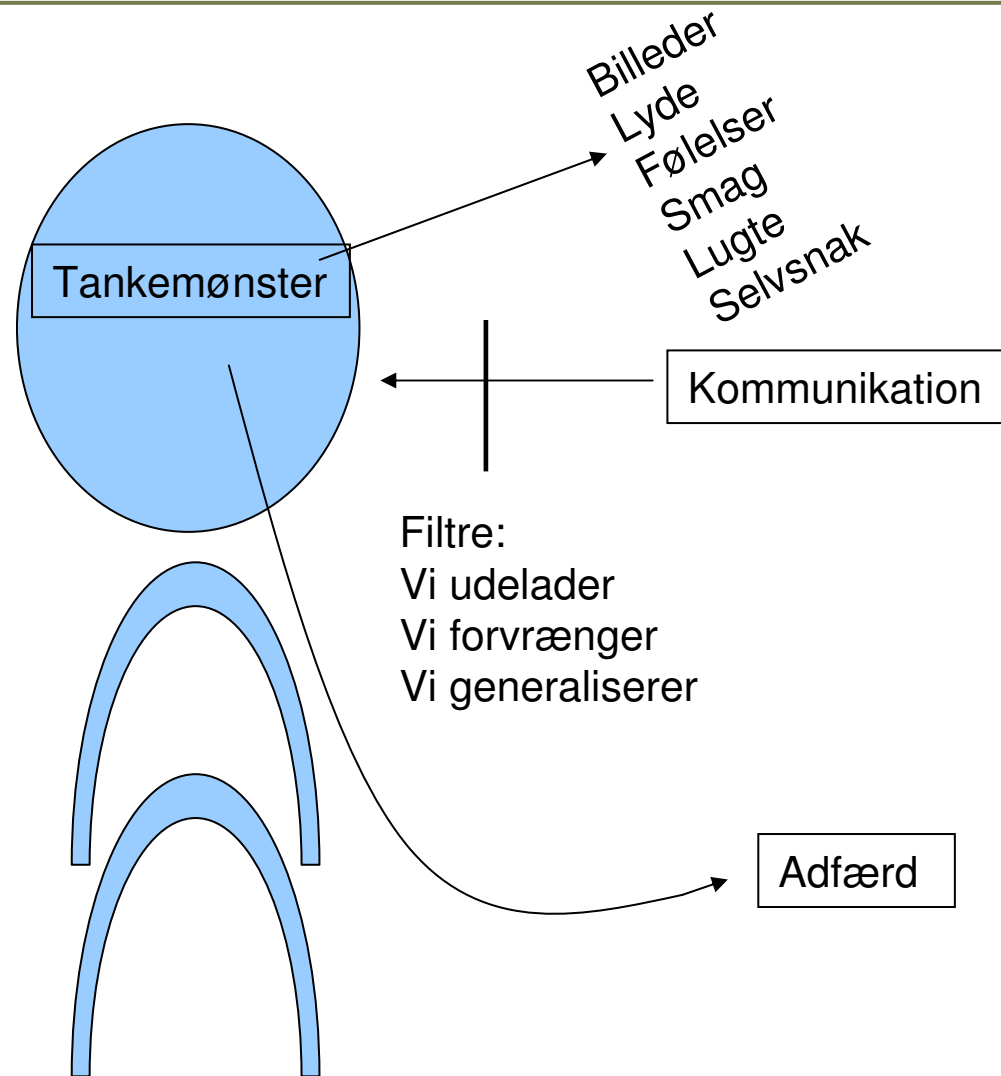 Billeder
Lyde
Følelser
Smag
Lugte
Selvsnak
Tankemønster
Kommunikation
Filtre:
Vi udelader
Vi forvrænger
Vi generaliserer
Adfærd